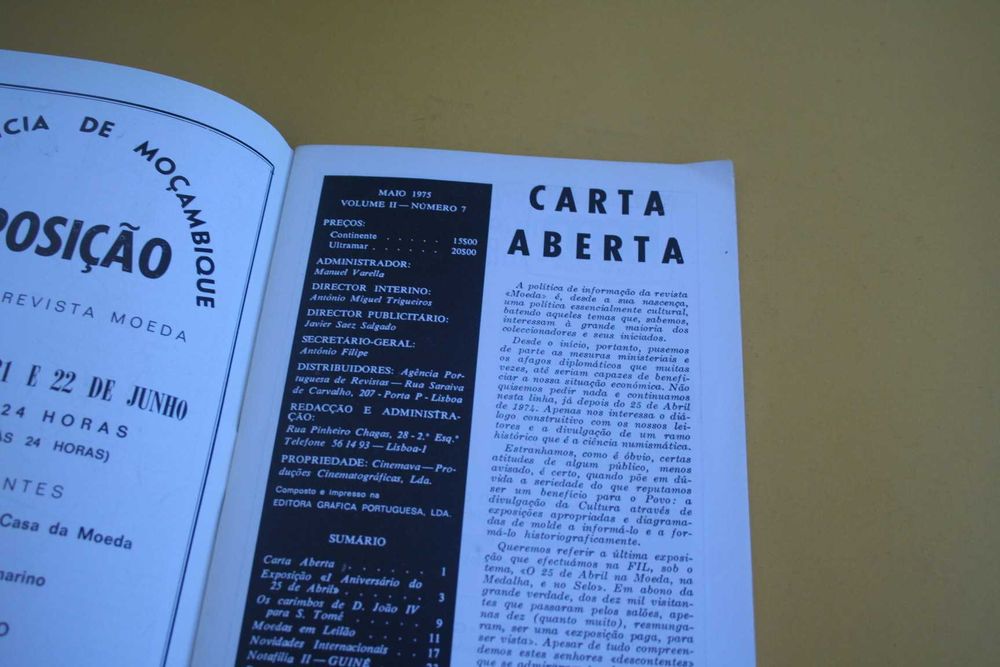 CIA DE MOÇAMBIQUE
POSIÇÃO
REVISTA MOEDA
21 E 22 DE JUNHO
24 HORAS
ÀS 24 HORAS)
ANTES
Casa da Moeda
MAIO 1975
VOLUME II — NÚMERO 7
PREÇOS:
Continente . . . . . . 15$00
Ultramar . . . . . . . 20$00
ADMINISTRADOR:
Manuel Varella
DIRECTOR INTERINO:
António Miguel Trigueiros
DIRECTOR PUBLICITÁRIO:
Javier Saez Salgado
SECRETÁRIO-GERAL:
António Filipe
DISTRIBUIDORES: Agência Por-
tuguesa de Revistas — Rua Saraiva
de Carvalho, 207 - Porta P - Lisboa
REDACÇÃO E ADMINISTRA-
ÇÃO:
Rua Pinheiro Chagas, 28 - 2.º Esq.º
Telefone 56 14 93 — Lisboa-1
PROPRIEDADE: Cinemava — Pro-
duções Cinematográficas, Lda.
Composto e impresso na
EDITORA GRÁFICA PORTUGUESA, LDA.
SUMÁRIO
Carta Aberta . . . . . . 1
Exposição «I Aniversário do
25 de Abril» . . . . . 3
Os carimbos de D. João IV
para S. Tomé . . . . . 9
Moedas em Leilão . . . . 11
Novidades Internacionais . . 17
Notafilia II — GUINÉ
CARTA
ABERTA
A política de informação da revista
«Moeda» é, desde a sua nascença,
uma política essencialmente cultural,
batendo aqueles temas que, sabemos,
interessam à grande maioria dos
coleccionadores e seus iniciados.
Desde o início, portanto, pusemos
de parte as mesuras ministeriais e
os afagos diplomáticos que muitas
vezes, até seriam capazes de benefi-
ciar a nossa situação económica. Não
quisemos pedir nada e continuamos
nesta linha, já depois do 25 de Abril
de 1974. Apenas nos interessa o diá-
logo construtivo com os nossos lei-
tores e a divulgação de um ramo
histórico que é a ciência numismática.
Estranhamos, como é óbvio, certas
atitudes de algum público, menos
avisado, é certo, quando põe em dú-
vida a seriedade do que reputamos
ser um benefício para o Povo: a
divulgação da Cultura através de
exposições apropriadas e diagrama-
das de molde a informá-lo e a for-
má-lo historiograficamente.
Queremos referir a última exposi-
ção que efectuámos na FIL, sob o
tema, «O 25 de Abril na Moeda, na
Medalha, e no Selo». Em abono da
grande verdade, dos dez mil visitan-
tes que passaram pelos salões, ape-
nas dez (quanto muito), resmunga-
ram, ser uma «exposição paga, para
ser vista». Apesar de tudo compreen-
demos estes senhores «descontentes»